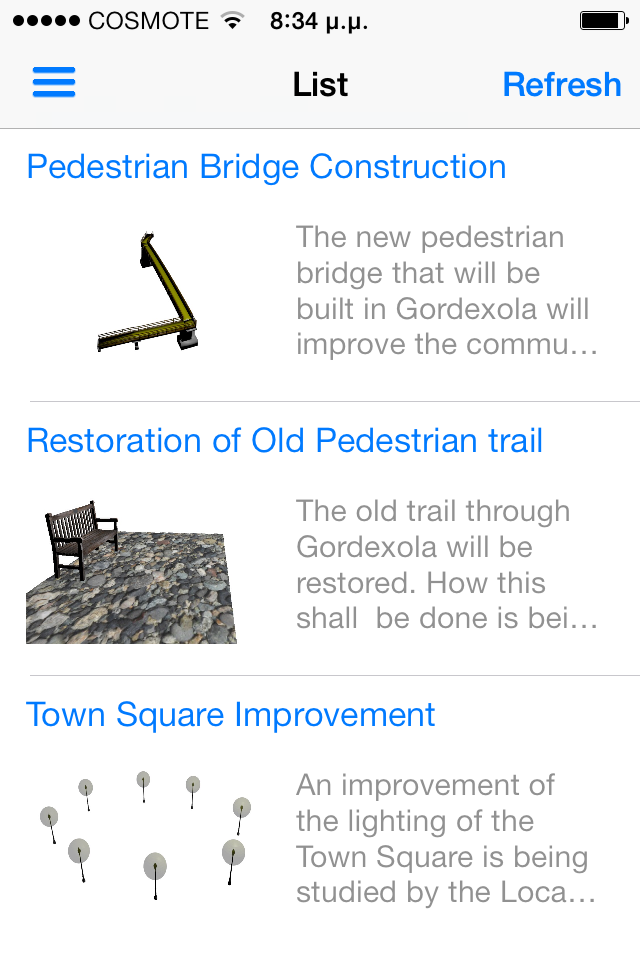 COSMOTE 8:34 μ.μ.
List Refresh
Pedestrian Bridge Construction
The new pedestrian
bridge that will be
built in Gordexola will
improve the commu…
Restoration of Old Pedestrian trail
The old trail through
Gordexola will be
restored. How this
shall  be done is bei…
Town Square Improvement
An improvement of
the lighting of the
Town Square is being
studied by the Loca…